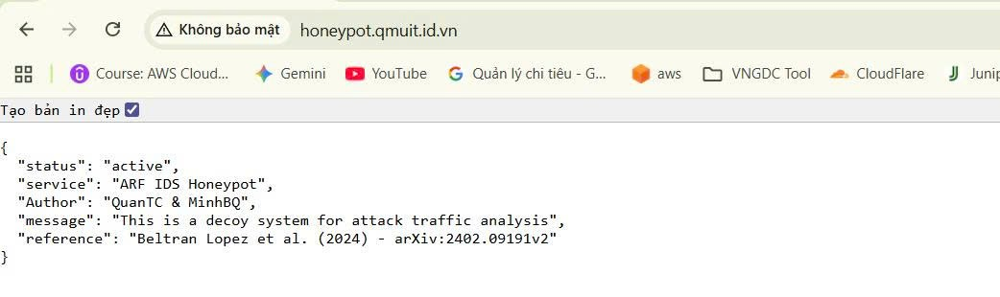 Không bảo mật honeypot.qmuit.id.vn
Course: AWS Cloud... Gemini YouTube Quản lý chi tiêu - G... aws VNGDC Tool CloudFlare
Tạo bản in đẹp
{
"status": "active",
"service": "ARF IDS Honeypot",
"Author": "QuanTC & MinhBQ",
"message": "This is a decoy system for attack traffic analysis",
"reference": "Beltran Lopez et al. (2024) - arXiv:2402.09191v2"
}